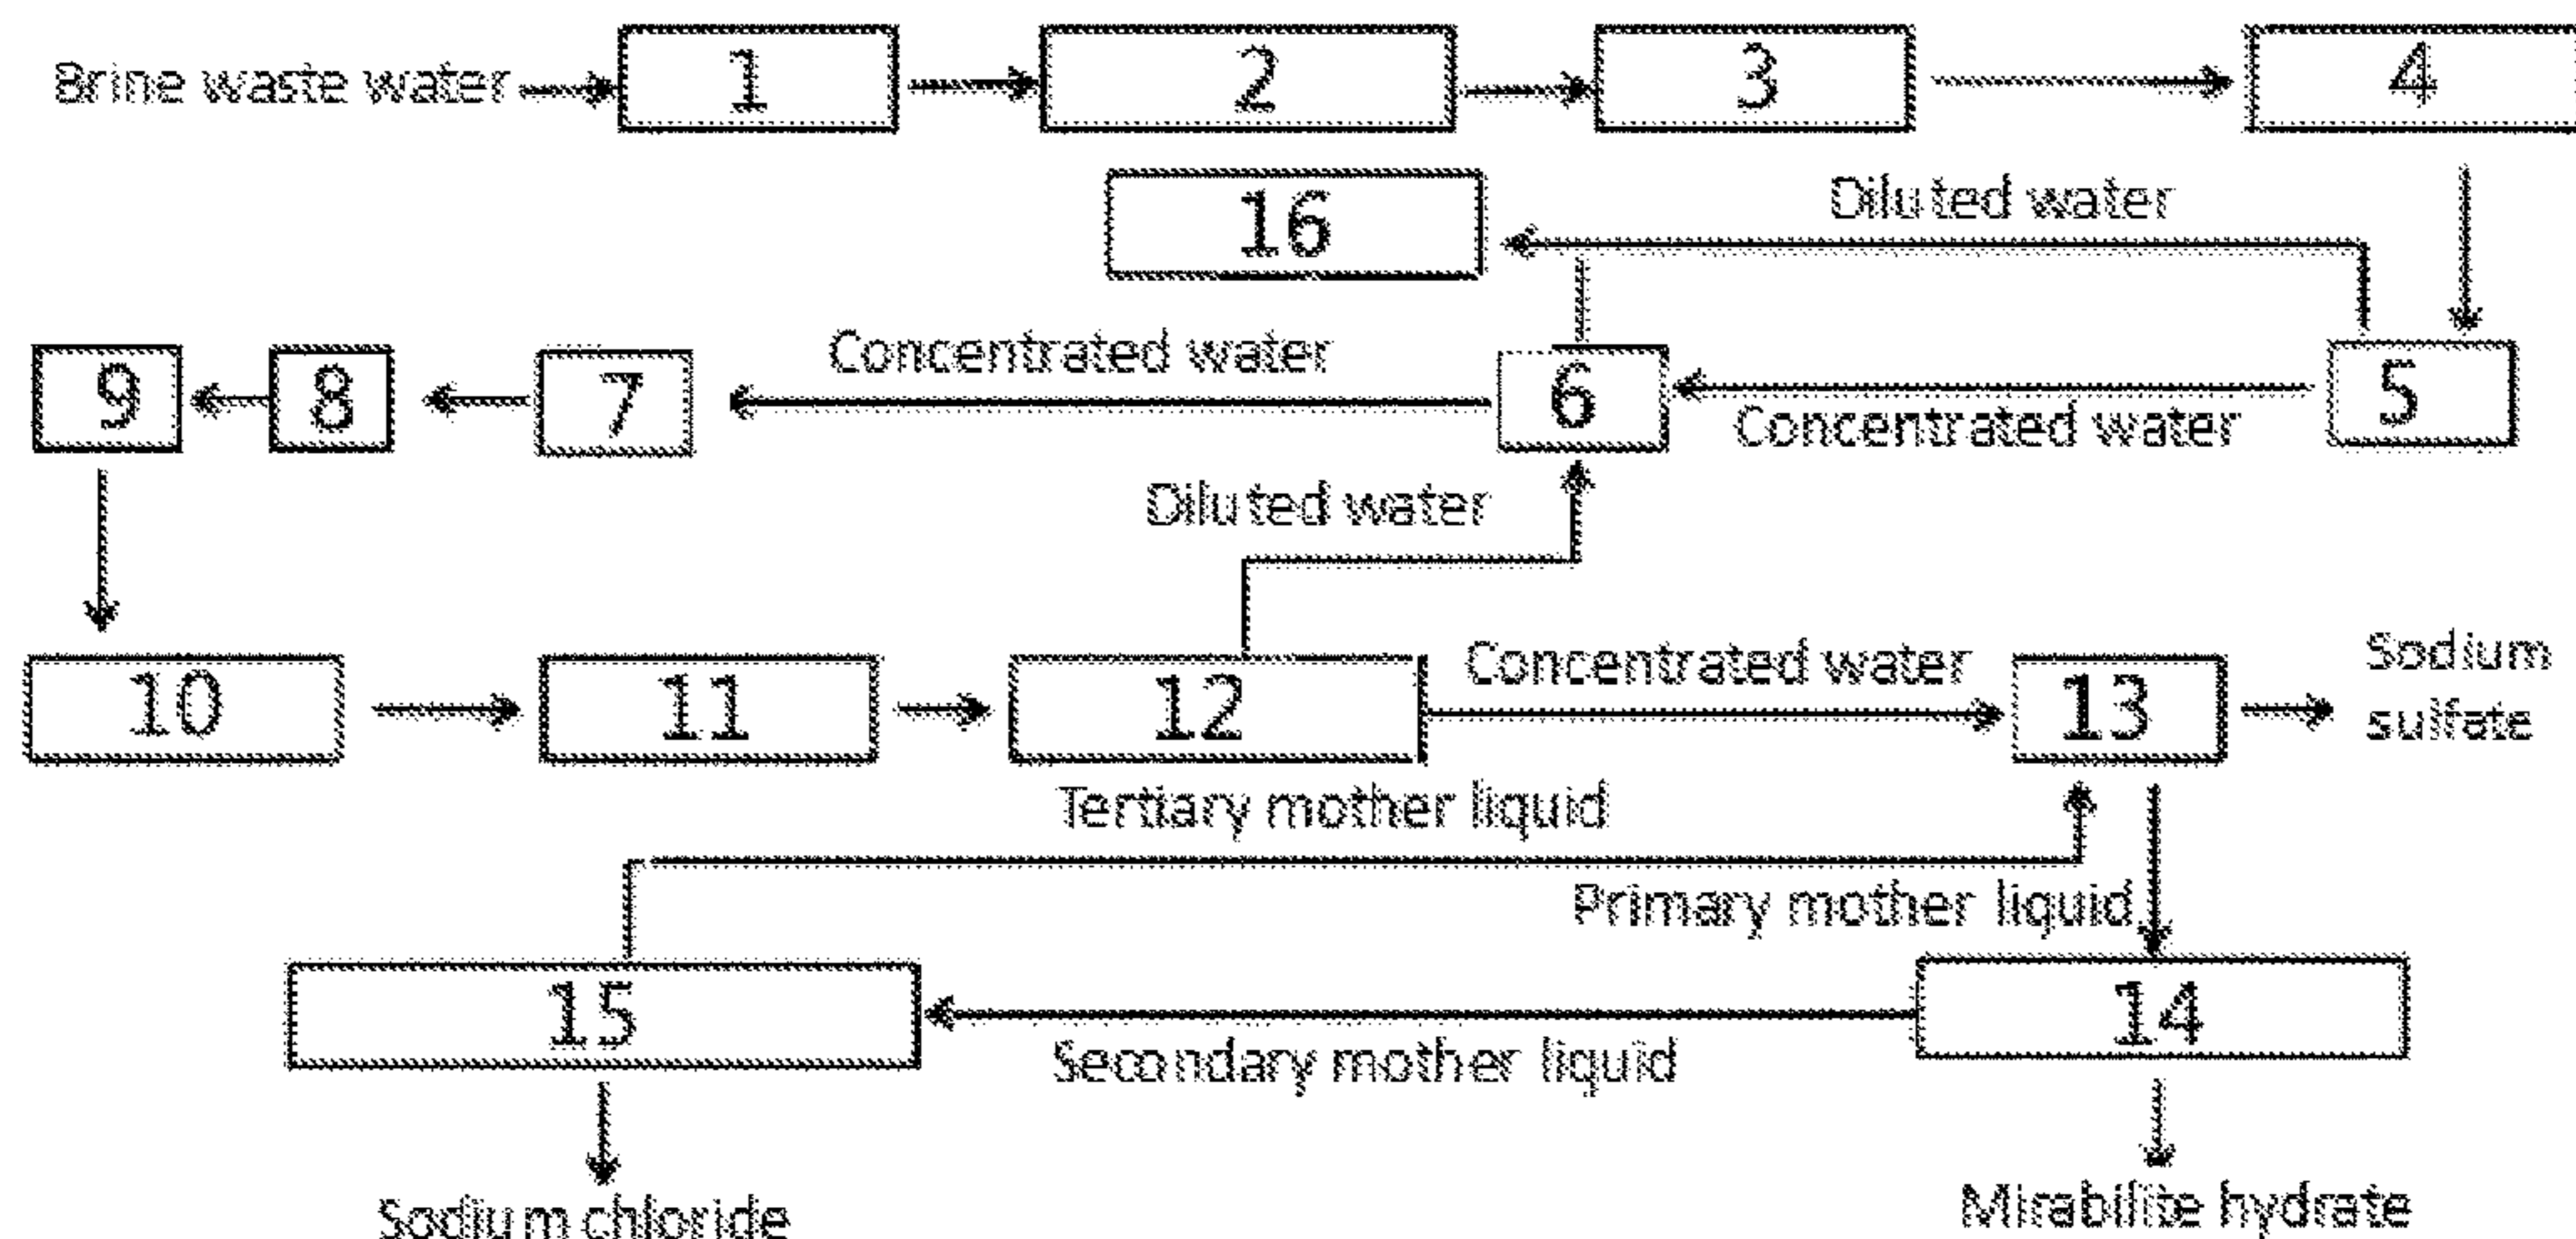 Brine waste water
1
2
3
4
16
Diluted water
9
8
7
Concentrated water
6
Concentrated water
5
Diluted water
10
11
12
Concentrated water
13
Sodium
sulfate
Tertiary mother liquid
Primary mother liquid
15
Secondary mother liquid
14
Sodium chloride
Mirabilite hydrate